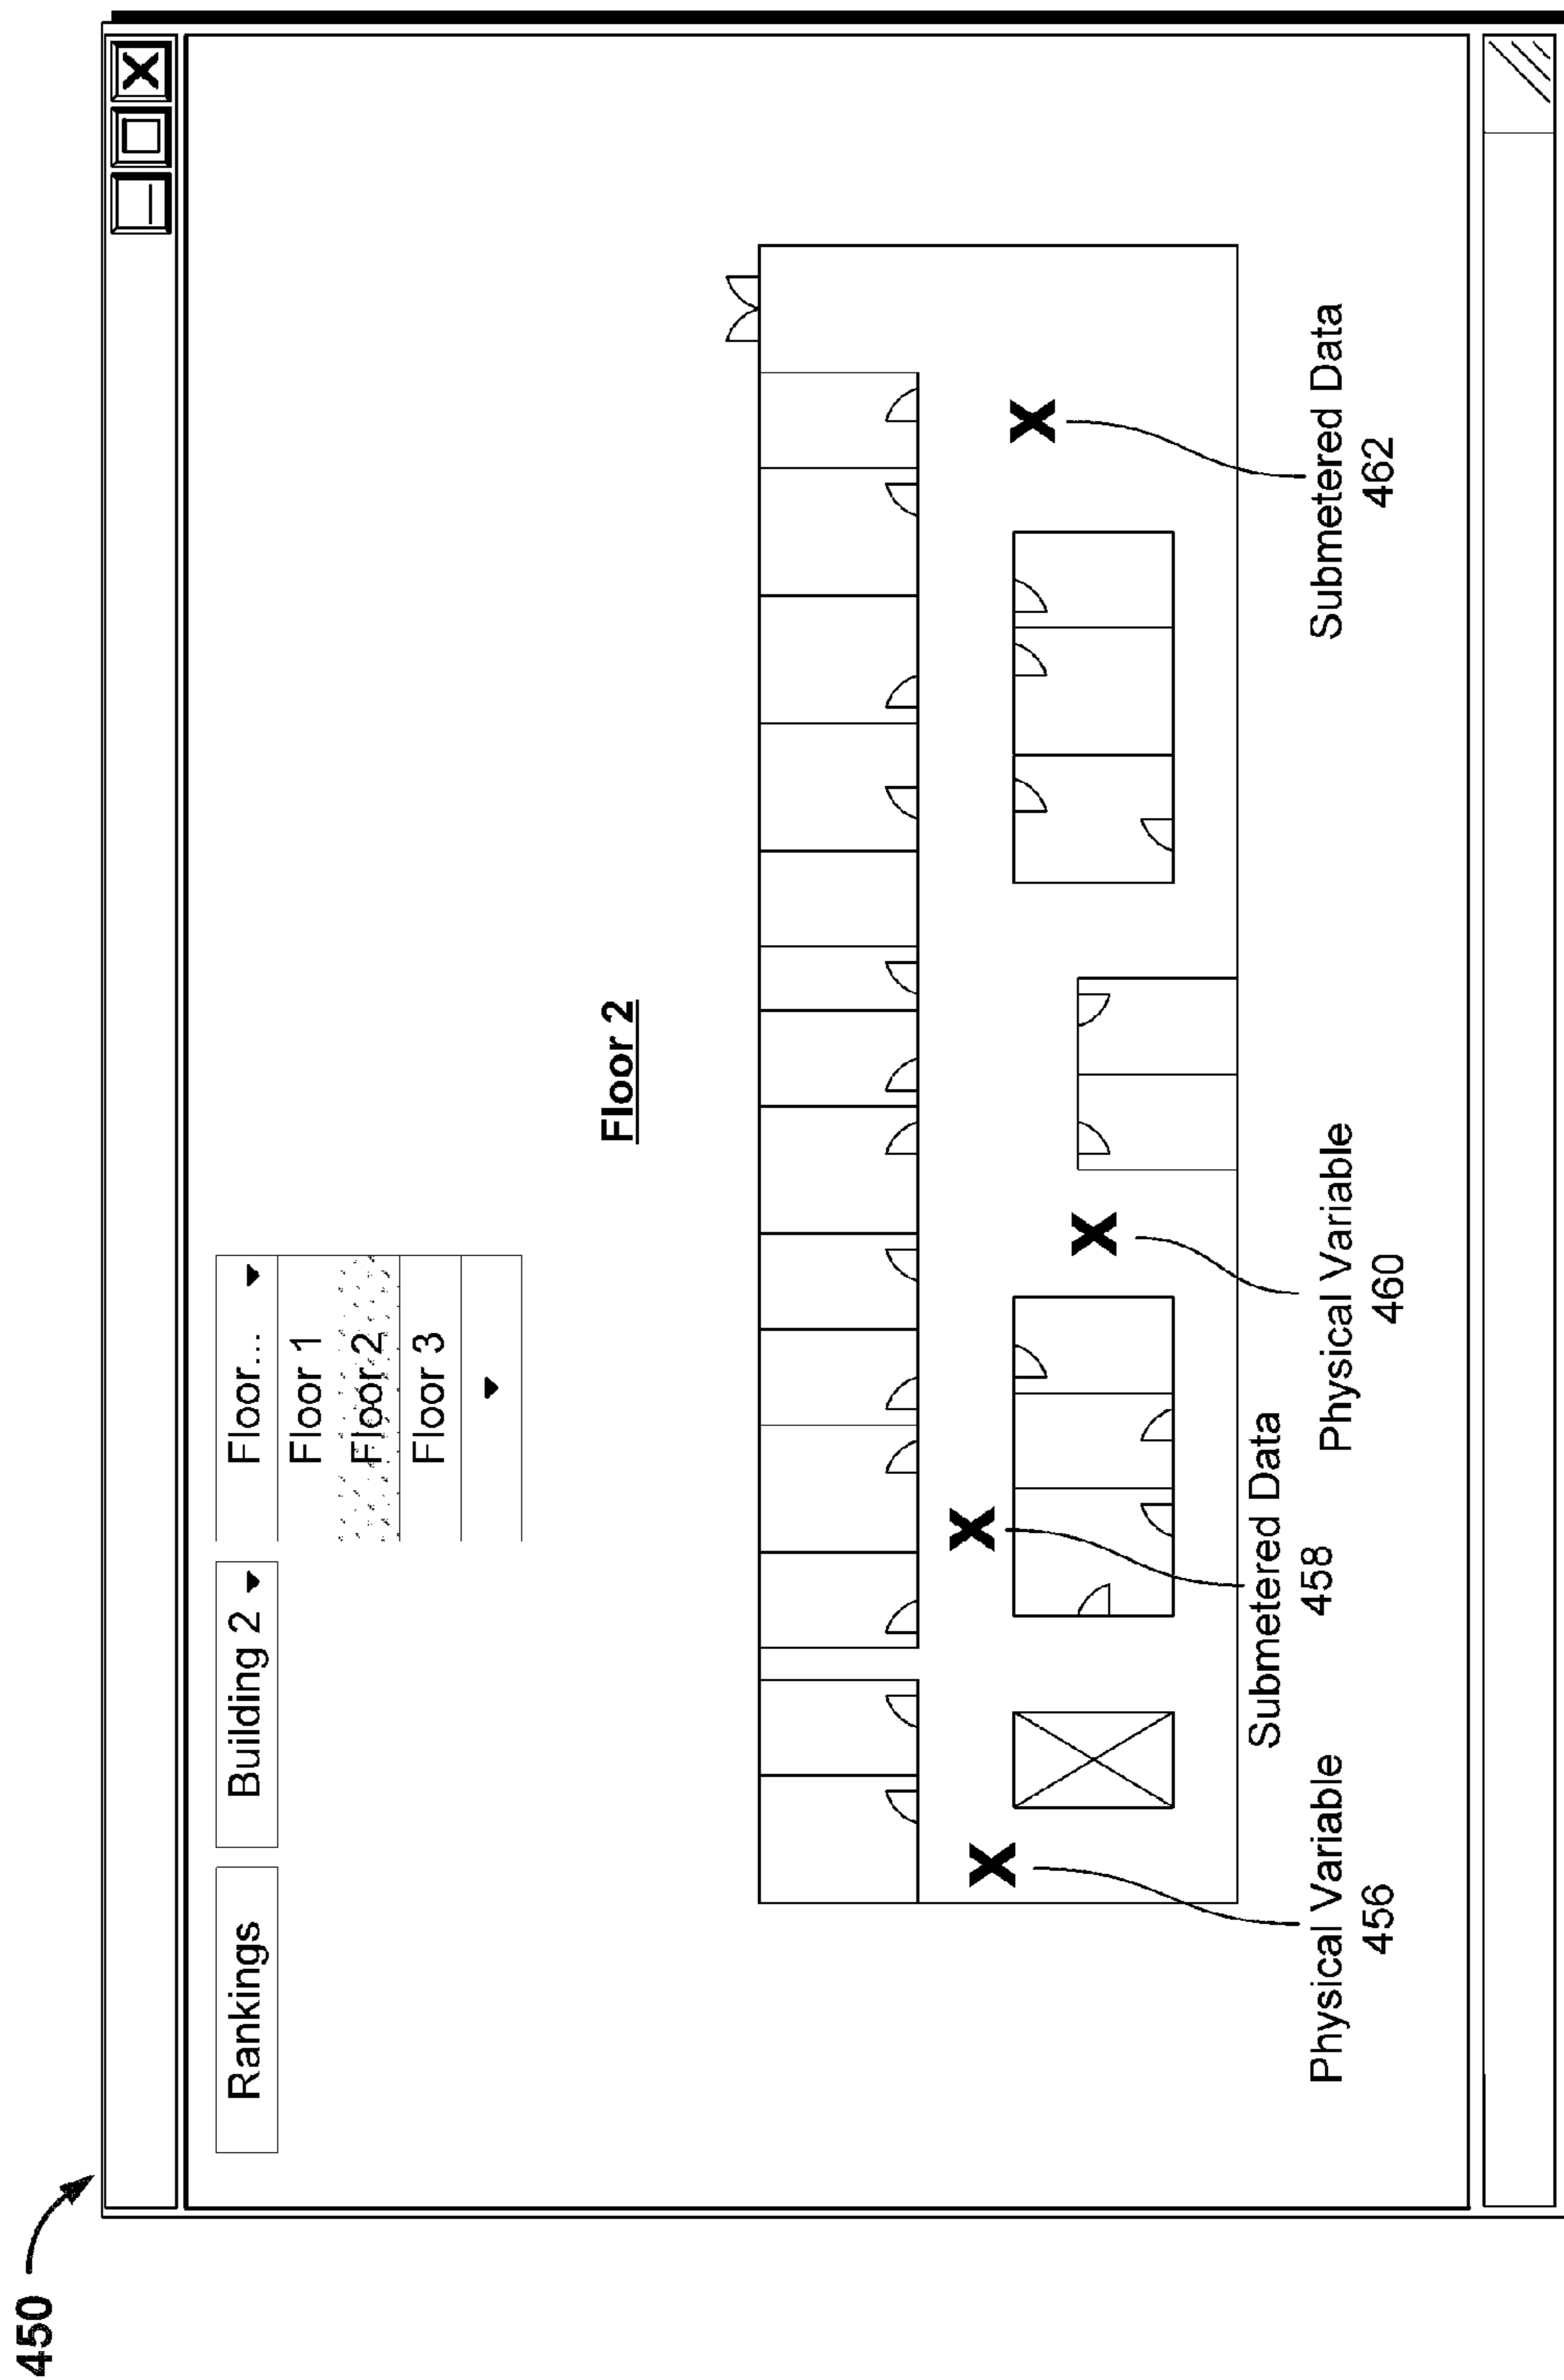 450
Rankings
Building 2
Floor...
Floor 1
Floor 2
Floor 3
Floor 2
Physical Variable
456
Submetered Data
458
Physical Variable
460
Submetered Data
462